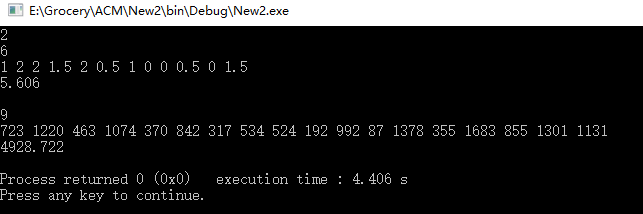 E:\Grocery\ACM\New2\bin\Debug\New2.exe
2
6
1 2 2 1.5 2 0.5 1 0 0 0.5 0 1.5
5.606
9
723 1220 463 1074 370 842 317 534 524 192 992 87 1378 355 1683 855 1301 1131
4928.722
Process returned 0 (0x0)   execution time : 4.406 s
Press any key to continue.